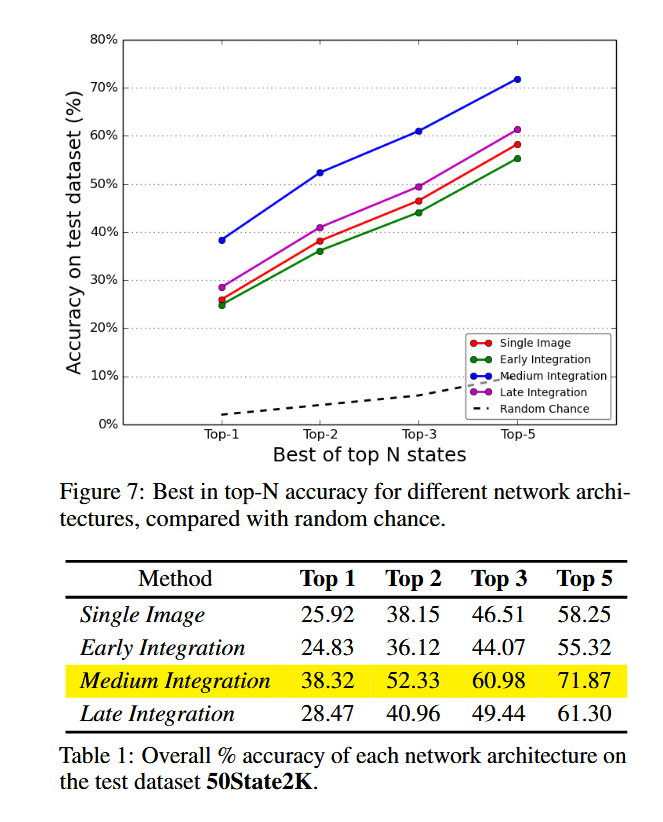 80%
70%
60%
50%
40%
30%
20%
10%
0%
Accuracy on test dataset (%)
Single Image
Early Integration
Medium Integration
Late Integration
Random Chance
Top-1 Top-2 Top-3 Top-5
Best of top N states
Figure 7: Best in top-N accuracy for different network archi-
tectures, compared with random chance.
Method Top 1 Top 2 Top 3 Top 5
Single Image 25.92 38.15 46.51 58.25
Early Integration 24.83 36.12 44.07 55.32
Medium Integration 38.32 52.33 60.98 71.87
Late Integration 28.47 40.96 49.44 61.30
Table 1: Overall % accuracy of each network architecture on
the test dataset 50State2K.